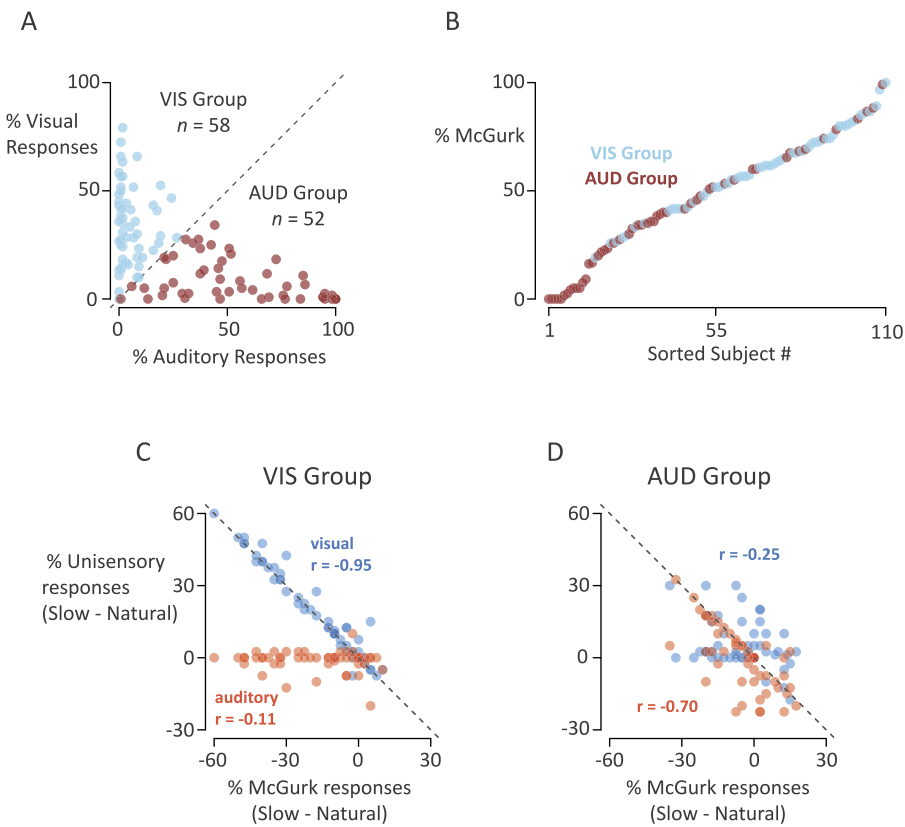 A
100
% Visual
Responses
50
0
VIS Group
n = 58
AUD Group
n = 52
0
50
100
% Auditory Responses
B
100
% McGurk
50
0
VIS Group
AUD Group
1
55
110
Sorted Subject #
C
VIS Group
60
% Unisensory
responses
(Slow - Natural)
30
0
-30
visual
r = -0.95
auditory
r = -0.11
-60
-30
0
30
% McGurk responses
(Slow - Natural)
D
AUD Group
60
30
0
-30
r = -0.25
r = -0.70
-60
-30
0
30
% McGurk responses
(Slow - Natural)